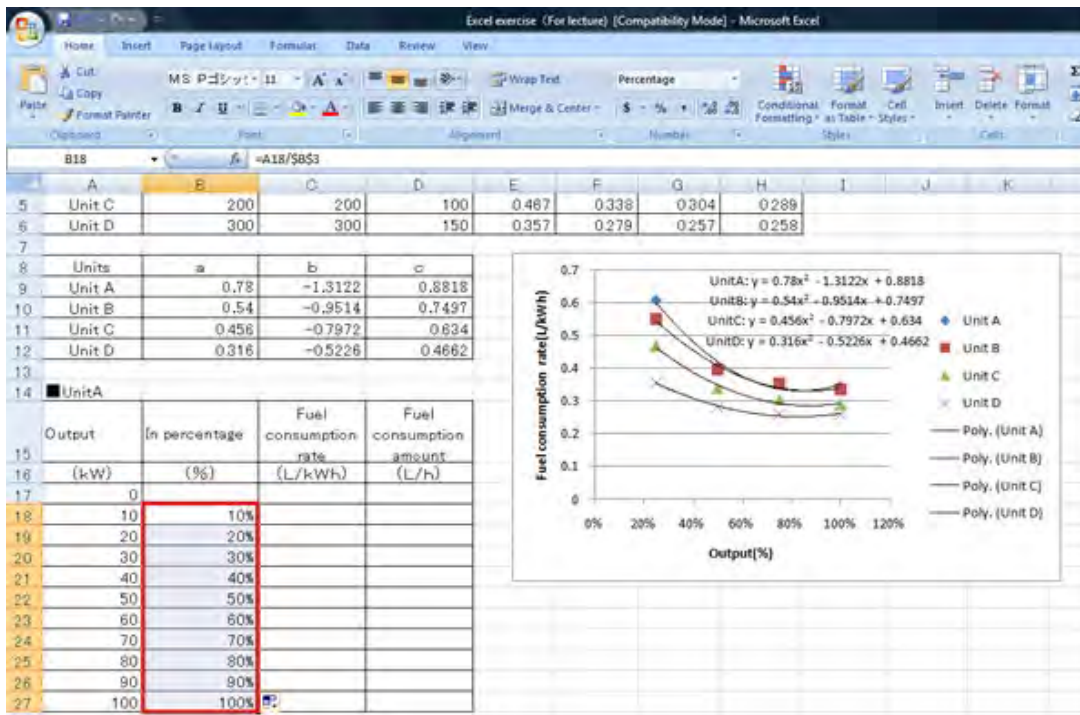 Excel exercise (For lecture) [Compatibility Mode] - Microsoft Excel
Home Insert Page Layout Formulas Data Review View
Cut
Copy
Paste
Format Painter
Clipboard
MS Pゴシック 11 A A
B I U A
Font
Wrap Text
Merge & Center
Alignment
Percentage
$ % ,
Number
Conditional Formatting
Format as Table
Cell Styles
Styles
Insert Delete Format
Cells
Σ
B18 fx =A18/$B$3
A B C D E F G H I J K
5 Unit C 200 200 100 0.467 0.338 0.304 0.289
6 Unit D 300 300 150 0.357 0.279 0.257 0.258
7
8 Units a b c
9 Unit A 0.78 -1.3122 0.8818
10 Unit B 0.54 -0.9514 0.7497
11 Unit C 0.456 -0.7972 0.634
12 Unit D 0.316 -0.5226 0.4662
13
14 ■UnitA
15 Output In percentage Fuel consumption rate Fuel consumption amount
16 (kW) (%) (L/kWh) (L/h)
17 0
18 10 10%
19 20 20%
20 30 30%
21 40 40%
22 50 50%
23 60 60%
24 70 70%
25 80 80%
26 90 90%
27 100 100%
Fuel consumption rate(L/kWh)
0.7
0.6
0.5
0.4
0.3
0.2
0.1
0
UnitA: y = 0.78x² - 1.3122x + 0.8818
UnitB: y = 0.54x² - 0.9514x + 0.7497
UnitC: y = 0.456x² - 0.7972x + 0.634
UnitD: y = 0.316x² - 0.5226x + 0.4662
0% 20% 40% 60% 80% 100% 120%
Output(%)
Unit A
Unit B
Unit C
Unit D
Poly. (Unit A)
Poly. (Unit B)
Poly. (Unit C)
Poly. (Unit D)